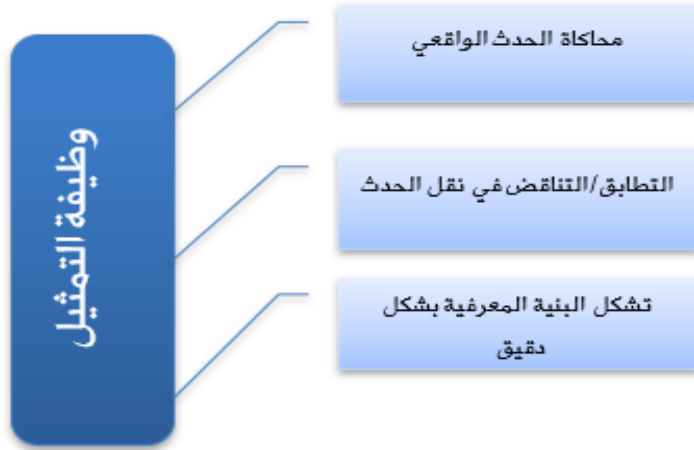 وظيفة التمثيل
محاكاة الحدث الواقعي
التطابق/التناقض في نقل الحدث
تشكل البنية المعرفية بشكل
دقيق